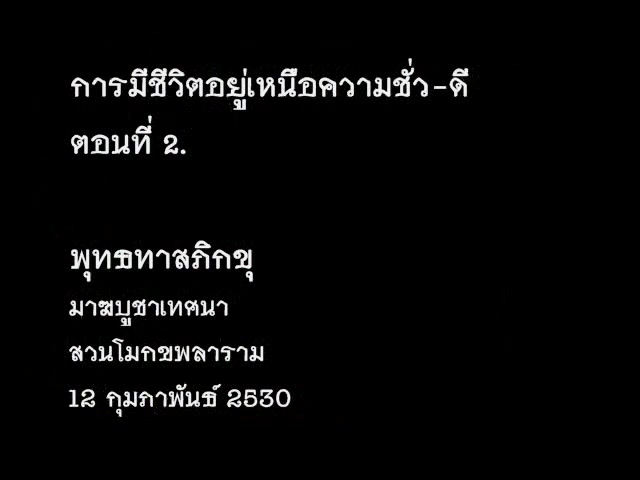 การมีชีวิตอยู่เหนือความชั่ว-ดี
ตอนที่ 2.
พุทธทาสภิกขุ
มาฆบูชาเทศนา
สวนโมกขพลาราม
12 กุมภาพันธ์ 2530